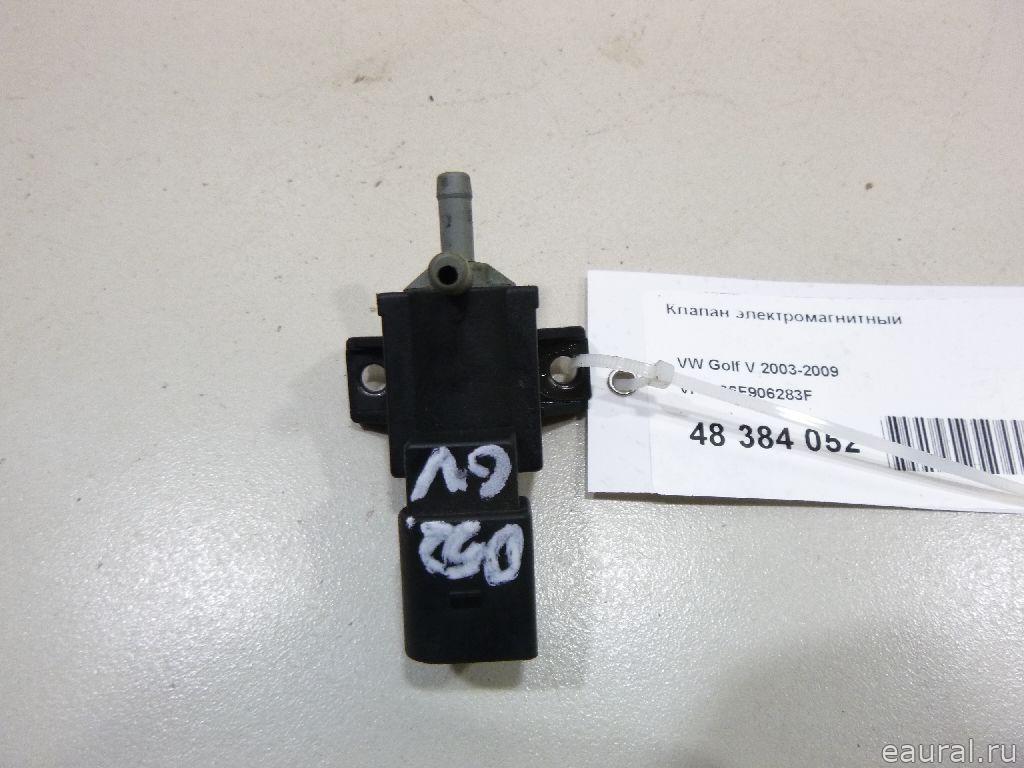 Клапан электромагнитный
VW Golf V 2003-2009
48 384 052
GV
052
eaural.ru